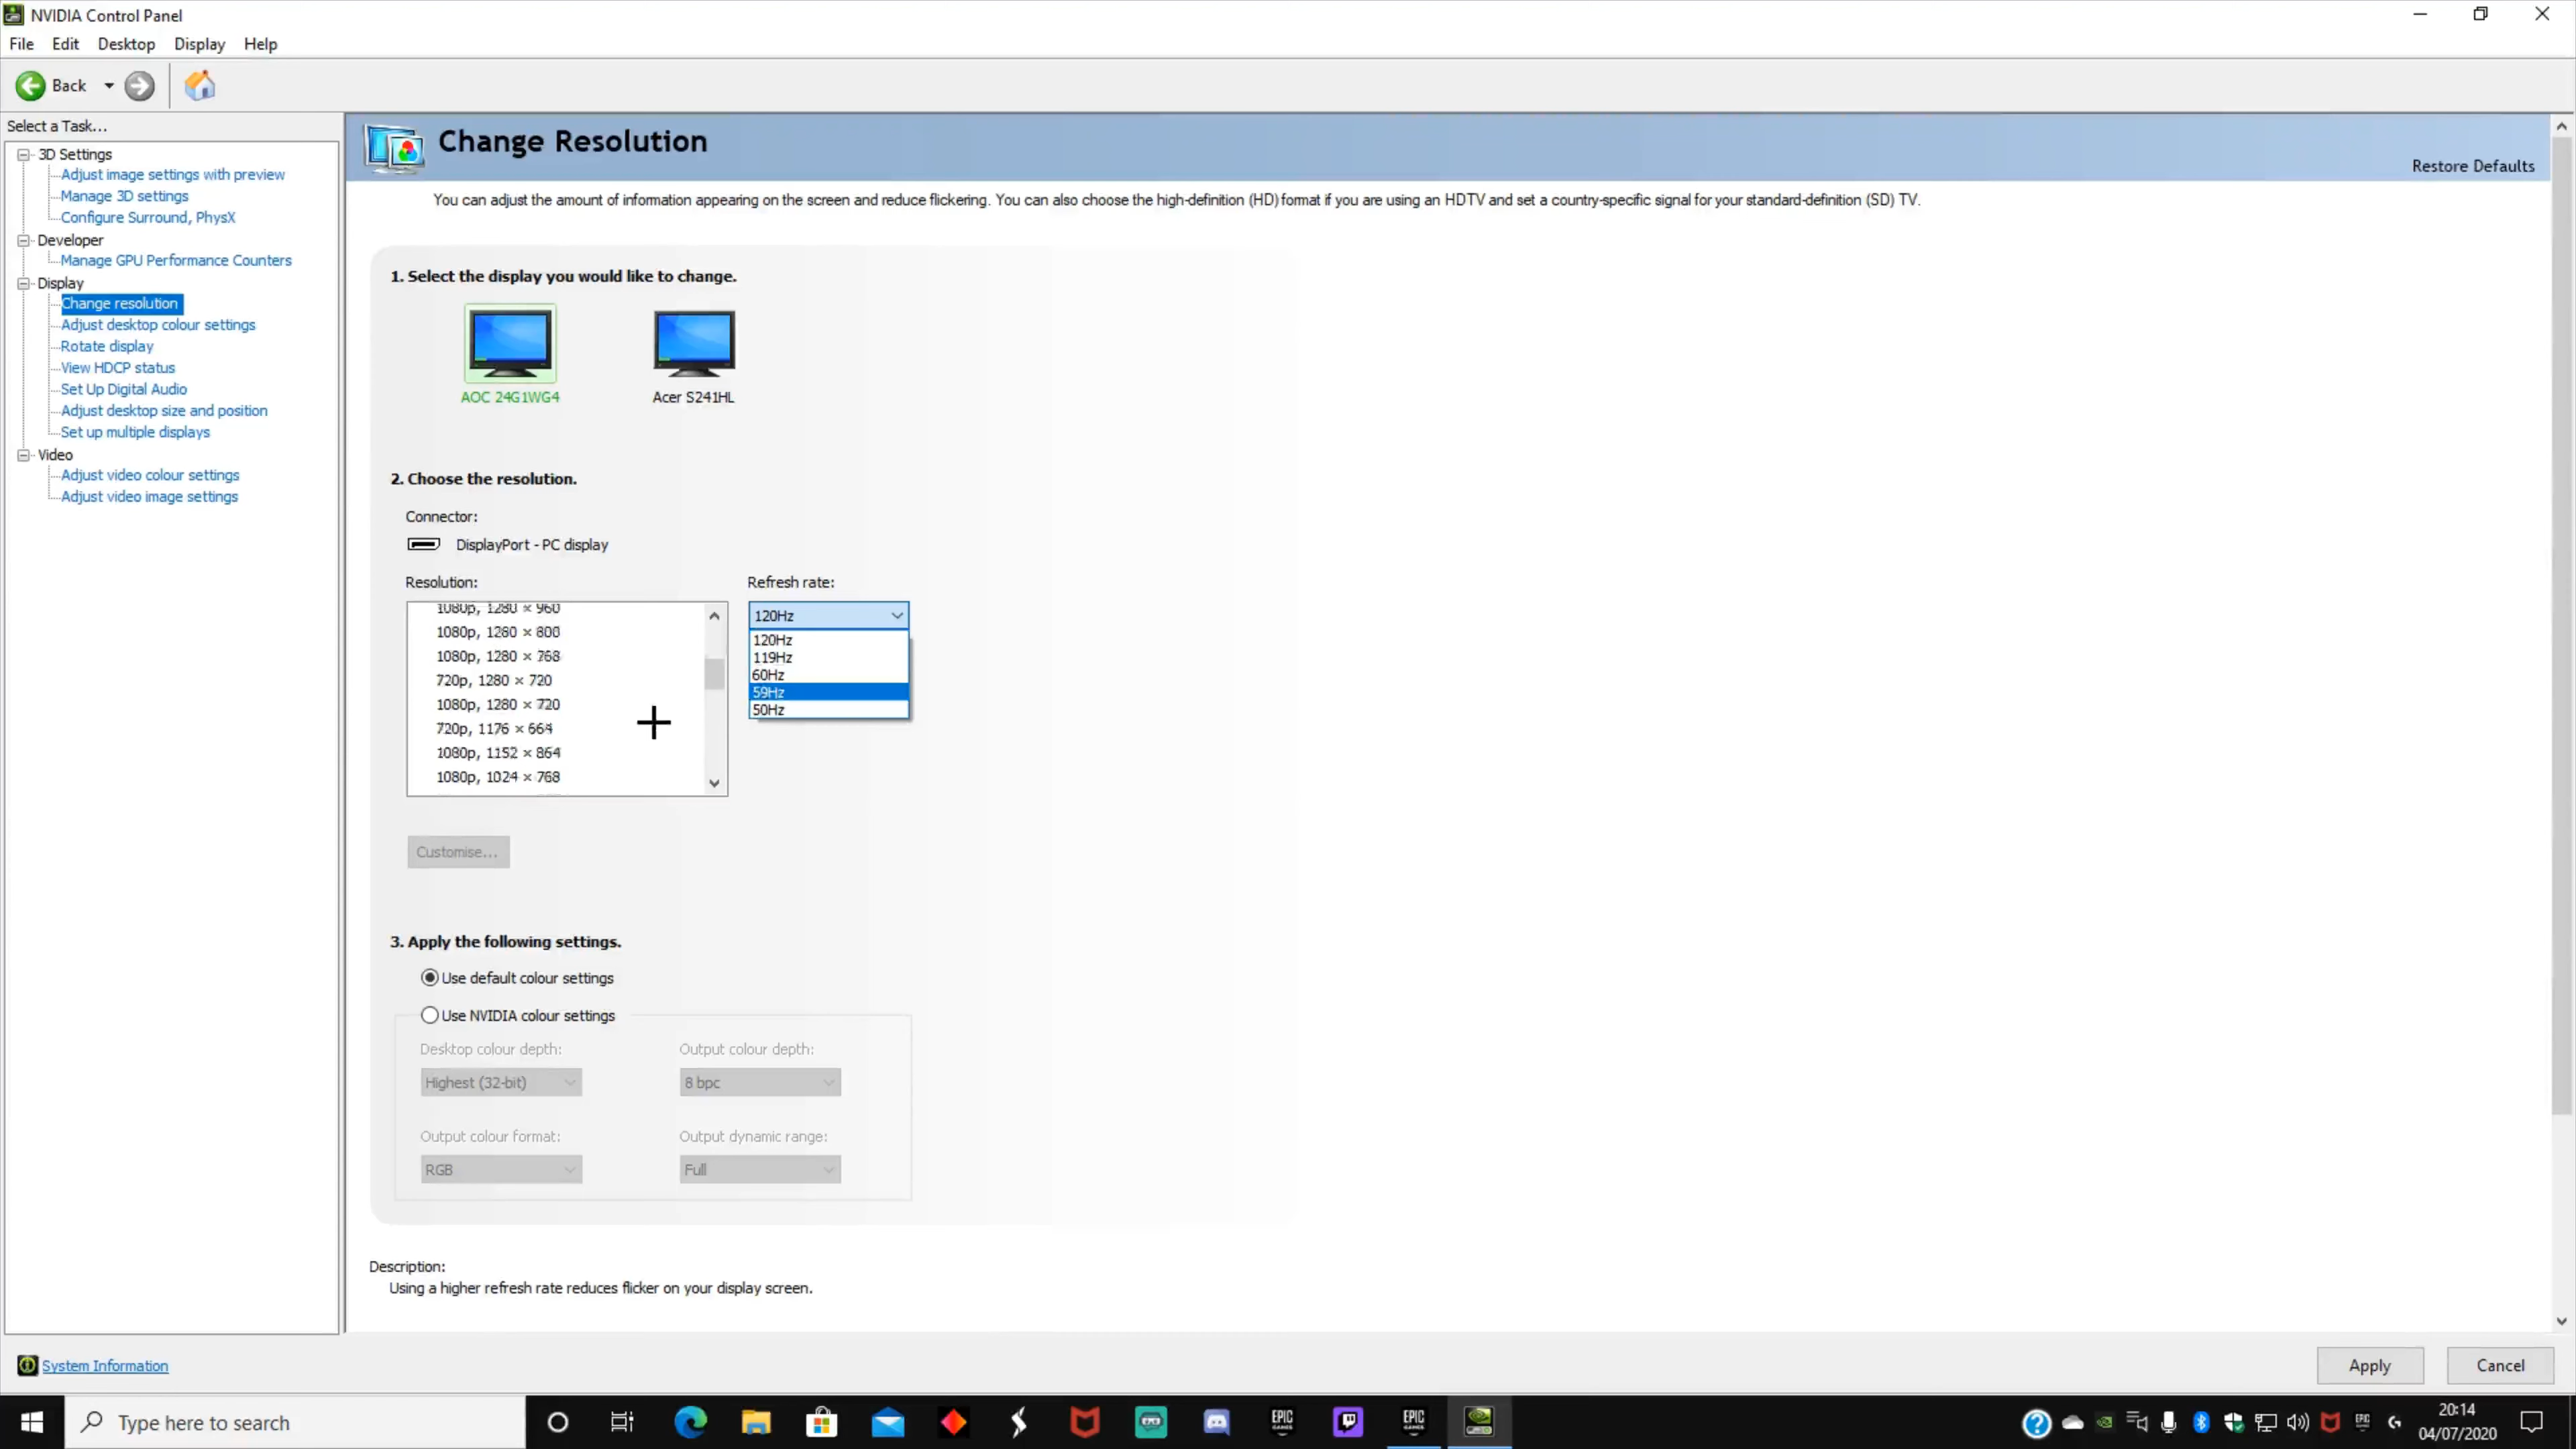 NVIDIA Control Panel
File Edit Desktop Display Help
Back
Select a Task...
3D Settings
Adjust image settings with preview
Manage 3D settings
Configure Surround, PhysX
Developer
Manage GPU Performance Counters
Display
Change resolution
Adjust desktop colour settings
Rotate display
View HDCP status
Set Up Digital Audio
Adjust desktop size and position
Set up multiple displays
Video
Adjust video colour settings
Adjust video image settings
Change Resolution
Restore Defaults
You can adjust the amount of information appearing on the screen and reduce flickering. You can also choose the high-definition (HD) format if you are using an HDTV and set a country-specific signal for your standard-definition (SD) TV.
1. Select the display you would like to change.
AOC 24G1WG4 Acer S241HL
2. Choose the resolution.
Connector:
DisplayPort - PC display
Resolution:
1080p, 1280 × 960
1080p, 1280 × 800
1080p, 1280 × 768
720p, 1280 × 720
1080p, 1280 × 720
720p, 1176 × 664
1080p, 1152 × 864
1080p, 1024 × 768
Refresh rate:
120Hz
120Hz
119Hz
60Hz
59Hz
50Hz
Customise...
3. Apply the following settings.
Use default colour settings
Use NVIDIA colour settings
Desktop colour depth: Output colour depth:
Highest (32-bit) 8 bpc
Output colour format: Output dynamic range:
RGB Full
Description:
Using a higher refresh rate reduces flicker on your display screen.
System Information
Apply Cancel
Type here to search
EPIC GAMES
EPIC GAMES
EPIC
20:14
04/07/2020